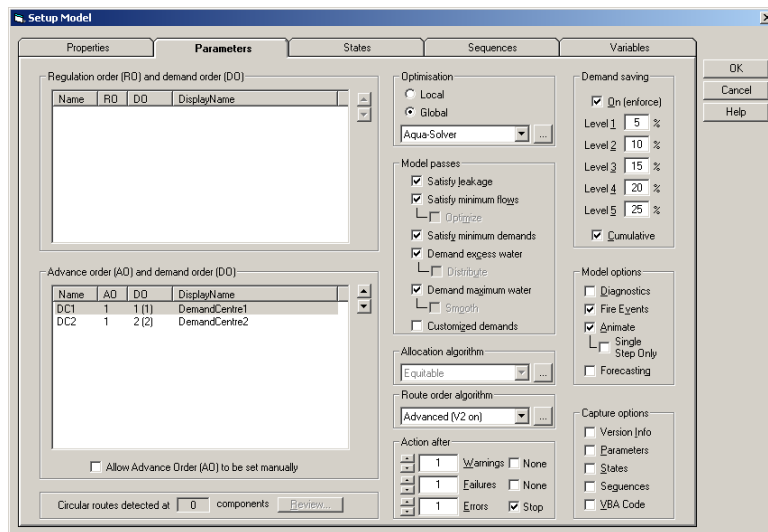 Setup Model
Properties
Parameters
States
Sequences
Variables
OK
Cancel
Help
Regulation order (RO) and demand order (DO)
Name RO DO DisplayName
Advance order (AO) and demand order (DO)
Name AO DO DisplayName
DC1 1 1 (1) DemandCentre1
DC2 1 2 (2) DemandCentre2
Allow Advance Order (AO) to be set manually
Circular routes detected at 0 components Review...
Optimisation
Local
Global
Aqua-Solver ...
Model passes
Satisfy leakage
Satisfy minimum flows
Optimize
Satisfy minimum demands
Demand excess water
Distribute
Demand maximum water
Smooth
Customized demands
Allocation algorithm
Equitable ...
Route order algorithm
Advanced (V2 on) ...
Action after
1 Warnings None
1 Failures None
1 Errors Stop
Demand saving
On (enforce)
Level 1 5 %
Level 2 10 %
Level 3 15 %
Level 4 20 %
Level 5 25 %
Cumulative
Model options
Diagnostics
Fire Events
Animate
Single
Step Only
Forecasting
Capture options
Version Info
Parameters
States
Sequences
VBA Code